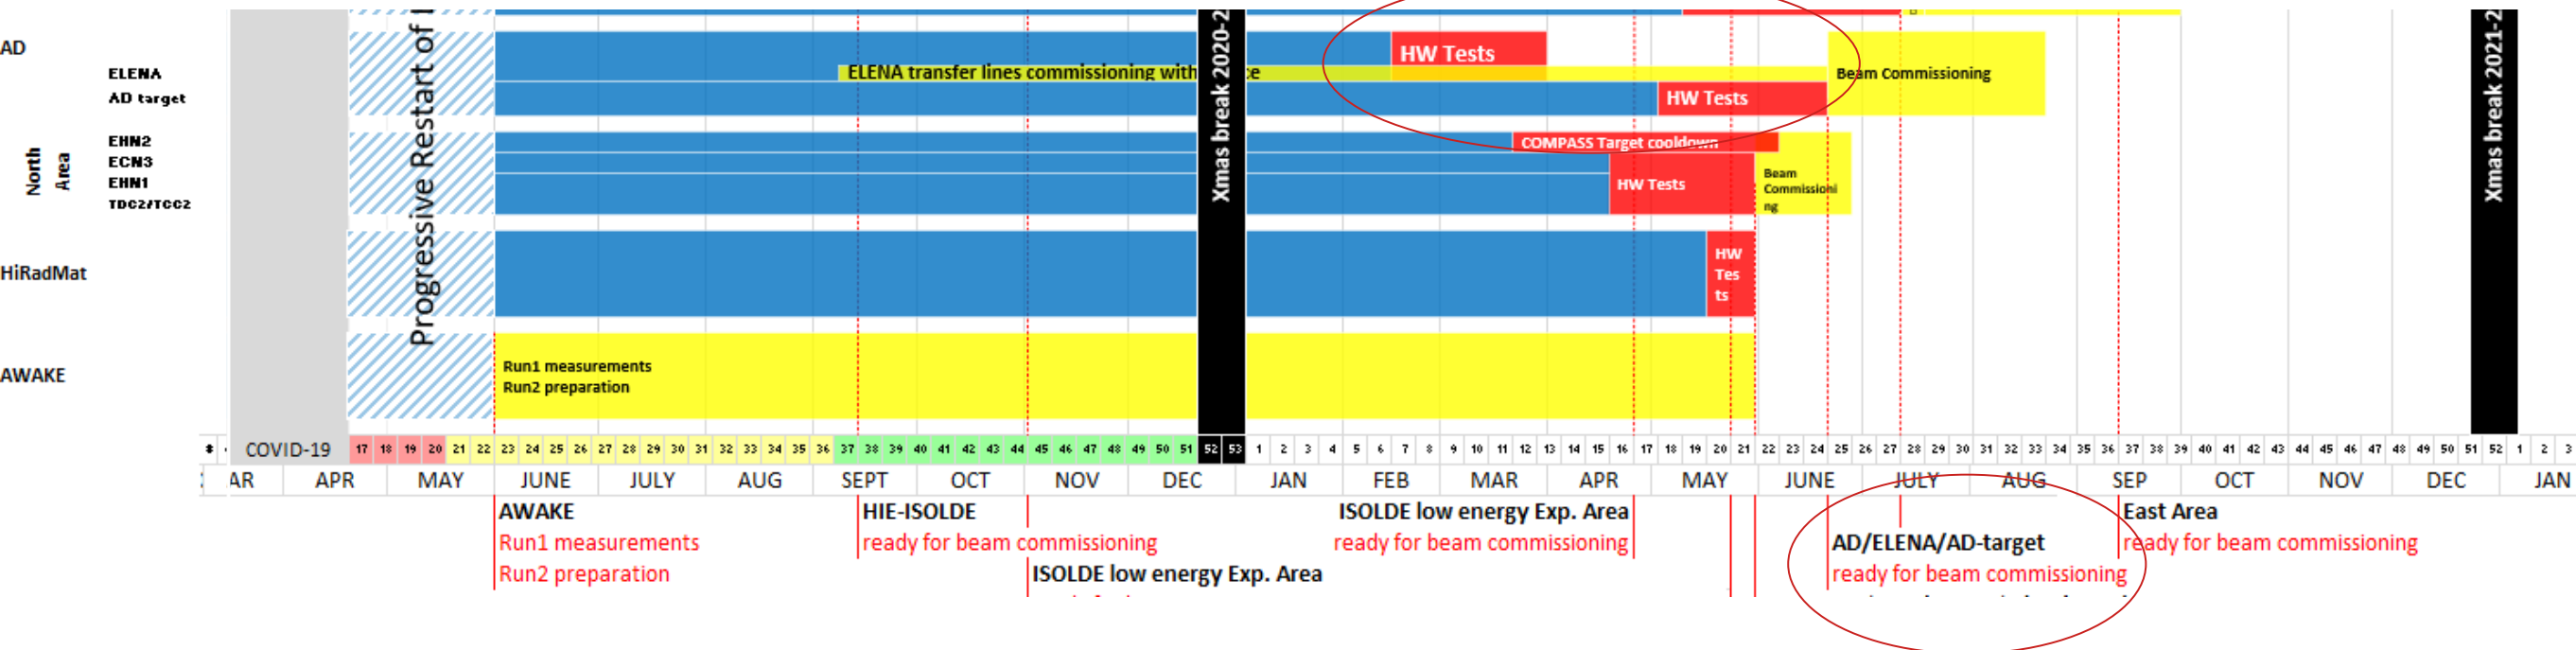 AD
ELENA
AD target
North
Area
EHN2
ECN3
EHN1
TDC2/TCC2
HiRadMat
AWAKE
Progressive Restart of
ELENA transfer lines commissioning with
Xmas break 2020-2
HW Tests
HW Tests
Beam Commissioning
COMPASS Target cooldown
HW Tests
Beam
Commissioni
ng
HW
Tes
ts
Run1 measurements
Run2 preparation
Xmas break 2021-2
COVID-19 17 18 19 20 21 22 23 24 25 26 27 28 29 30 31 32 33 34 35 36 37 38 39 40 41 42 43 44 45 46 47 48 49 50 51 52 53 1 2 3 4 5 6 7 8 9 10 11 12 13 14 15 16 17 18 19 20 21 22 23 24 25 26 27 28 29 30 31 32 33 34 35 36 37 38 39 40 41 42 43 44 45 46 47 48 49 50 51 52 1 2 3
AR APR MAY JUNE JULY AUG SEPT OCT NOV DEC JAN FEB MAR APR MAY JUNE JULY AUG SEP OCT NOV DEC JAN
AWAKE
Run1 measurements
Run2 preparation
HIE-ISOLDE
ready for beam commissioning
ISOLDE low energy Exp. Area
ISOLDE low energy Exp. Area
ready for beam commissioning
AD/ELENA/AD-target
ready for beam commissioning
East Area
ready for beam commissioning